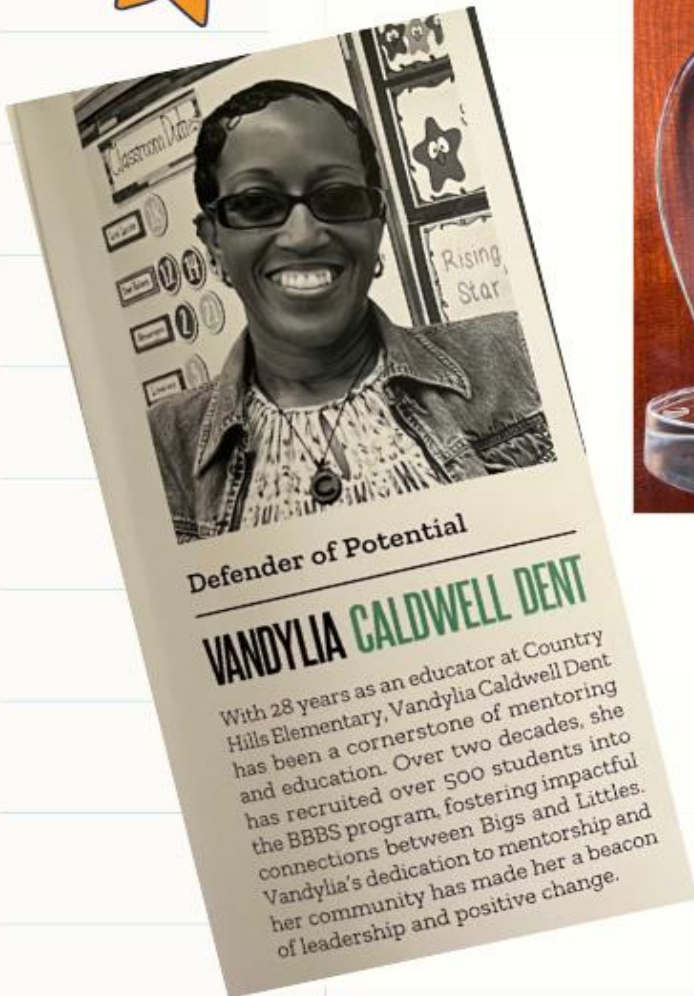 Classroom Duties
Rising
Star
Defender of Potential
VANDYLIA CALDWELL DENT
With 28 years as an educator at Country
Hills Elementary, Vandylia Caldwell Dent
has been a cornerstone of mentoring
and education. Over two decades, she
has recruited over 500 students into
the BBBS program, fostering impactful
connections between Bigs and Littles.
Vandylia's dedication to mentorship and
her community has made her a beacon
of leadership and positive change.